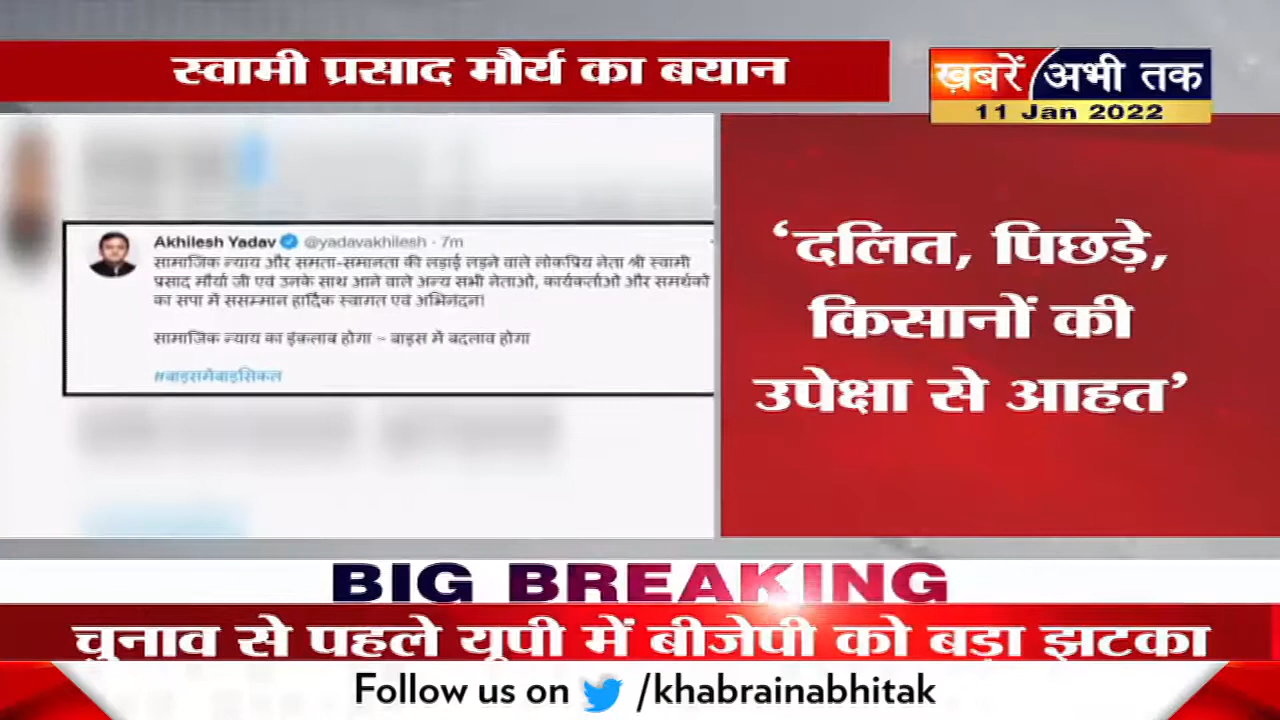 स्वामी प्रसाद मौर्य का बयान
ख़बरें अभी तक
11 Jan 2022
Akhilesh Yadav @yadavakhilesh · 7m
सामाजिक न्याय और समता-समानता की लड़ाई लड़ने वाले लोकप्रिय नेता श्री स्वामी
प्रसाद मौर्या जी एवं उनके साथ आने वाले अन्य सभी नेताओं, कार्यकर्ताओं और समर्थकों
का सपा में ससम्मान हार्दिक स्वागत एवं अभिनंदन!
सामाजिक न्याय का इंक़लाब होगा ~ बाइस में बदलाव होगा
#बाइसमेंबाइसिकल
‘दलित, पिछड़े,
किसानों की
उपेक्षा से आहत’
BIG BREAKING
चुनाव से पहले यूपी में बीजेपी को बड़ा झटका
Follow us on /khabrainabhitak